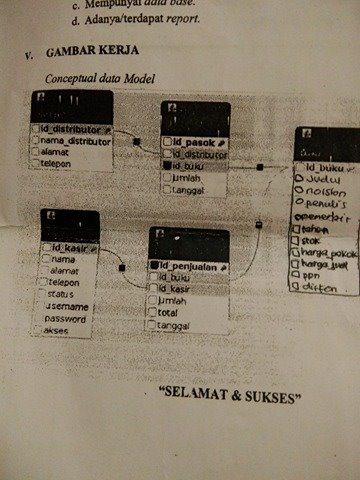 c. Mempunyai data base.
d. Adanya/terdapat report.
V. GAMBAR KERJA
Conceptual data Model
id_distributor
nama_distributor
alamat
telepon
id_pasok
id_distributor
id_buku
jumlah
tanggal
id_buku
Judul
noision
penulis
penerbit
tahun
stok
harga_pokok
harga_jual
ppn
diskon
id_kasir
nama
alamat
telepon
status
username
password
akses
id_penjualan
id_buku
id_kasir
jumlah
total
tanggal
"SELAMAT & SUKSES"